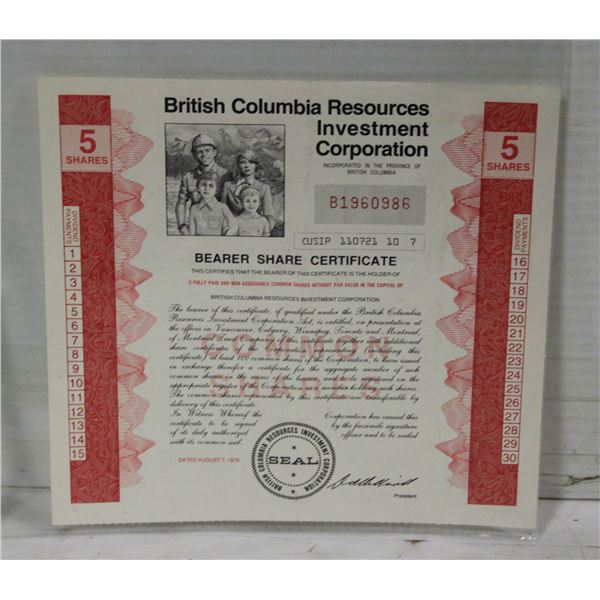 British Columbia Resources
Investment
Corporation
INCORPORATED IN THE PROVINCE OF
BRITISH COLUMBIA
5
SHARES
5
SHARES
B1960986
CUSIP 110721 10 7
BEARER SHARE CERTIFICATE
THIS CERTIFIES THAT THE BEARER OF THIS CERTIFICATE IS THE HOLDER OF
5 FULLY PAID AND NON-ASSESSABLE COMMON SHARES WITHOUT PAR VALUE IN THE CAPITAL OF
BRITISH COLUMBIA RESOURCES INVESTMENT CORPORATION
The bearer of this certificate, if qualified under the British Columbia
Resources Investment Corporation Act, is entitled, on presentation at
the offices in Vancouver, Calgary, Winnipeg, Toronto and Montreal,
of Montreal Trust Company of this certificate together with additional
share certificates of the Corporation representing (including this
certificate) at least 100 common shares of the Corporation, to have issued
in exchange therefor a certificate for the aggregate number of such
common shares in the name of the bearer, and to be registered on the
appropriate register of the Corporation as a member holding such shares.
The common shares represented by this certificate are transferable by
delivery of this certificate.
In Witness Whereof the
certificate to be signed
of its duly authorized
with its common seal.
Corporation has caused this
by the facsimile signature
officer and to be sealed
DATED AUGUST 7, 1979
BRITISH COLUMBIA RESOURCES INVESTMENT CORPORATION
SEAL
President
DIVIDEND
PAYMENTS
1
2
3
4
5
6
7
8
9
10
11
12
13
14
15
DIVIDEND
PAYMENTS
16
17
18
19
20
21
22
23
24
25
26
27
28
29
30